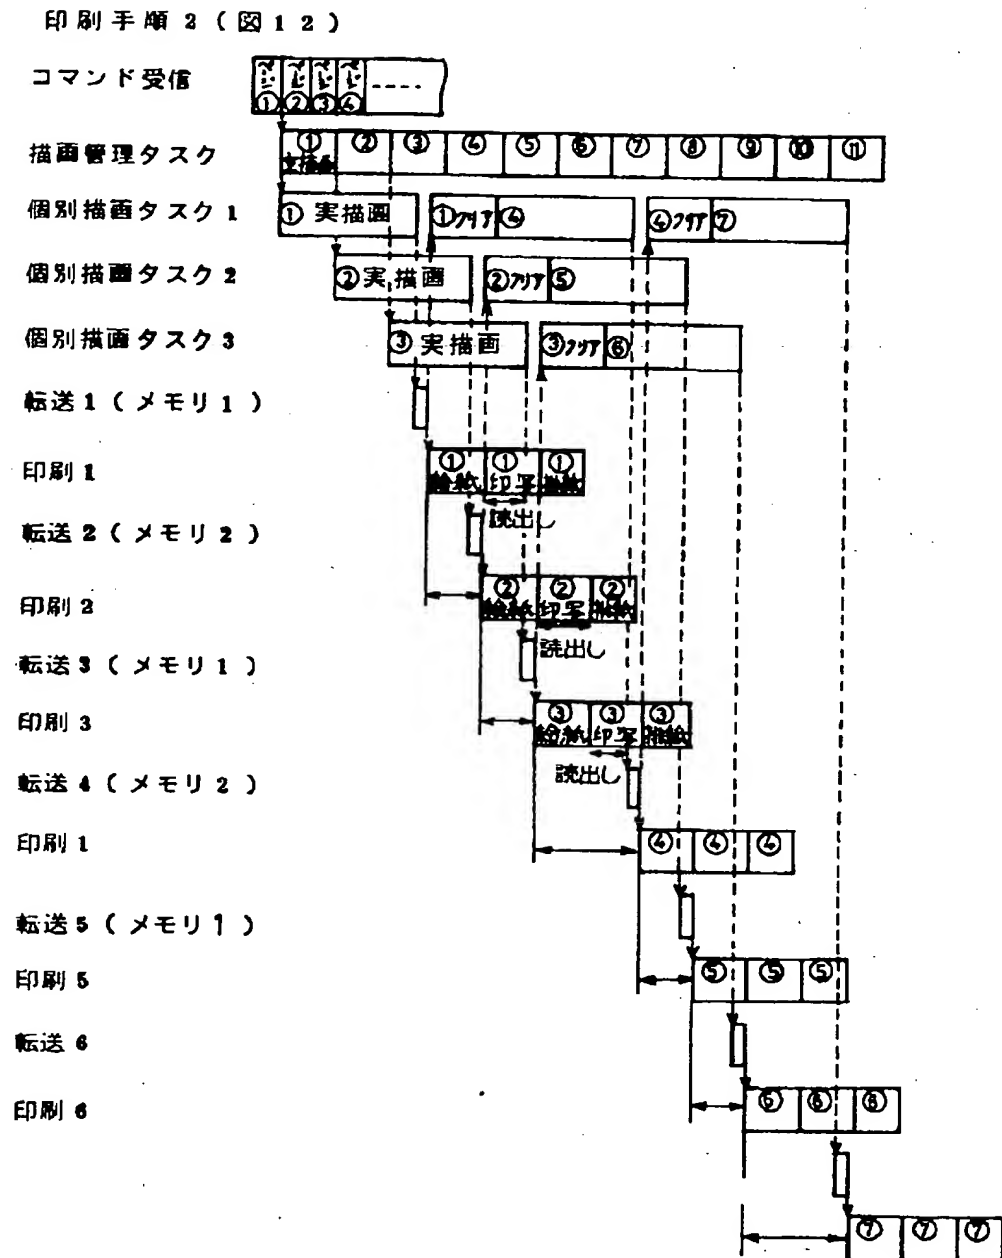 印刷手順2(図12)
コマンド受信 ページ① ページ② ページ③ ページ④ ----
描画管理タスク ① ② ③ ④ ⑤ ⑥ ⑦ ⑧ ⑨ ⑩ ⑪
個別描画タスク1 ①実描画 ①クリア ④ ④クリア ⑦
個別描画タスク2 ②実描画 ②クリア ⑤
個別描画タスク3 ③実描画 ③クリア ⑥
転送1(メモリ1)
印刷1 ①給紙 ①印写 ①排紙
読出し
転送2(メモリ2)
印刷2 ②給紙 ②印写 ②排紙
読出し
転送3(メモリ1)
印刷3 ③給紙 ③印写 ③排紙
読出し
転送4(メモリ2)
印刷1 ④ ④ ④
転送5(メモリ1)
印刷5 ⑤ ⑤ ⑤
転送6
印刷6 ⑥ ⑥
⑦ ⑦ ⑦